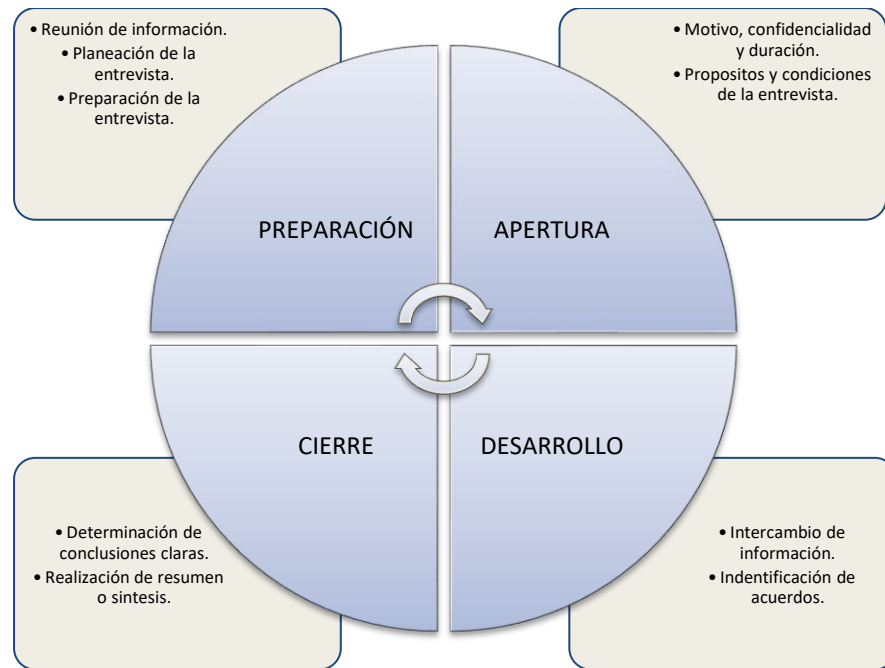 • Reunión de información.
• Planeación de la
entrevista.
• Preparación de la
entrevista.
• Motivo, confidencialidad
y duración.
• Propositos y condiciones
de la entrevista.
PREPARACIÓN
APERTURA
CIERRE
DESARROLLO
• Determinación de
conclusiones claras.
• Realización de resumen
o sintesis.
• Intercambio de
información.
• Indentificación de
acuerdos.